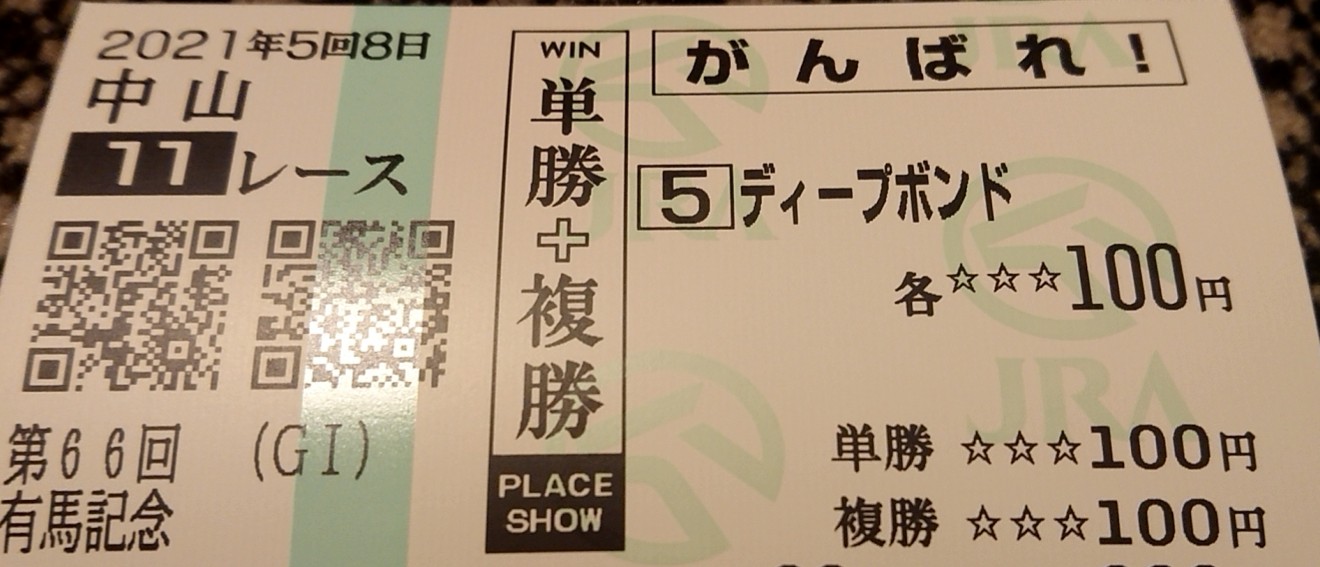 2021年5回8日
中山
11レース
第66回 (GI)
有馬記念
WIN
単勝+複勝
PLACE
SHOW
がんばれ!
5 ディープボンド
各☆☆☆100円
単勝 ☆☆☆100円
複勝 ☆☆☆100円
JRA
JRA
JRA